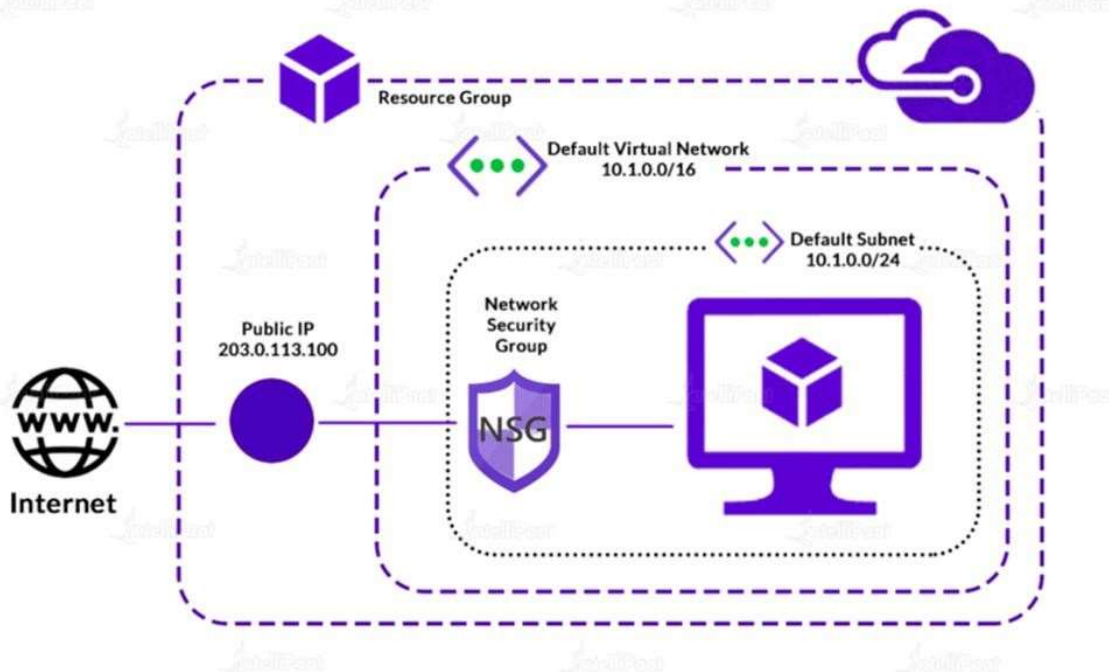 Resource Group
Default Virtual Network
10.1.0.0/16
Default Subnet
10.1.0.0/24
Network
Security
Group
Public IP
203.0.113.100
WWW.
NSG
Internet